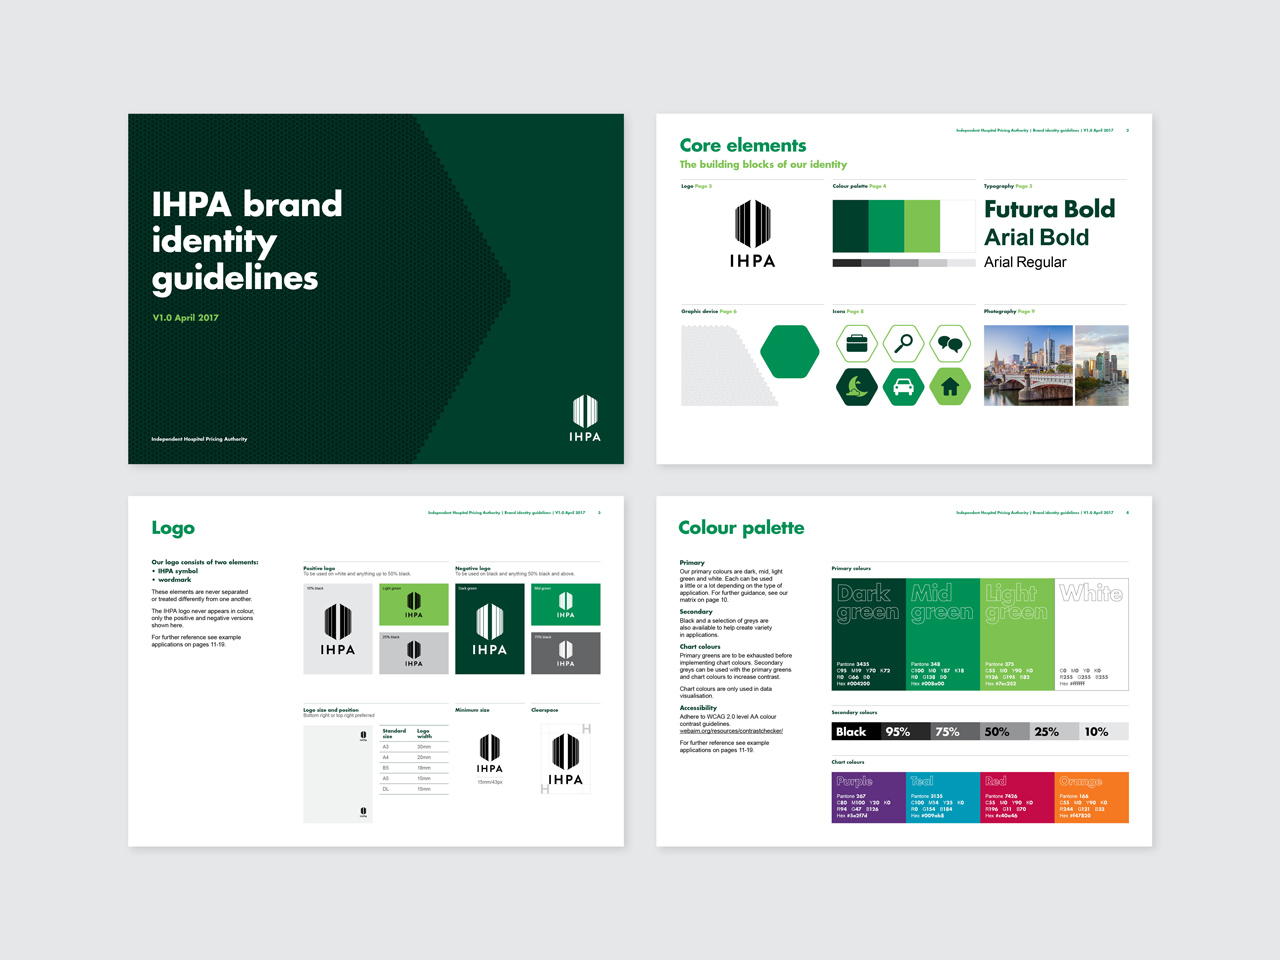 IHPA brand
identity
guidelines
V1.0 April 2017
Independent Hospital Pricing Authority
IHPA
Independent Hospital Pricing Authority | Brand identity guidelines | V1.0 April 2017 2
Core elements
The building blocks of our identity
Logo Page 3
Colour palette Page 4
Typography Page 5
IHPA
Futura Bold
Arial Bold
Arial Regular
Graphic device Page 6
Icons Page 8
Photography Page 9
Independent Hospital Pricing Authority | Brand identity guidelines | V1.0 April 2017 3
Logo
Our logo consists of two elements:
• IHPA symbol
• wordmark
These elements are never separated
or treated differently from one another.
The IHPA logo never appears in colour,
only the positive and negative versions
shown here.
For further reference see example
applications on pages 11-19.
Positive logo
To be used on white and anything up to 50% black.
10% black
IHPA
Light green
IHPA
25% black
IHPA
Negative logo
To be used on black and anything 50% black and above.
Dark green
IHPA
Mid green
IHPA
75% black
IHPA
Logo size and position
Bottom right or top right preferred
IHPA
IHPA
Standard size Logo width
A3 30mm
A4 20mm
B5 18mm
A5 15mm
DL 15mm
Minimum size
IHPA
15mm/43px
Clearspace
H
IHPA
H
Independent Hospital Pricing Authority | Brand identity guidelines | V1.0 April 2017 4
Colour palette
Primary
Our primary colours are dark, mid, light
green and white. Each can be used
a little or a lot depending on the type of
application. For further guidance, see our
matrix on page 10.
Secondary
Black and a selection of greys are
also available to help create variety
in applications.
Chart colours
Primary greens are to be exhausted before
implementing chart colours. Secondary
greys can be used with the primary greens
and chart colours to increase contrast.
Chart colours are only used in data
visualisation.
Accessibility
Adhere to WCAG 2.0 level AA colour
contrast guidelines.
webaim.org/resources/contrastchecker/
For further reference see example
applications on pages 11-19.
Primary colours
Dark green
Pantone 3435
C95 M19 Y70 K72
R0 G66 B0
Hex #004200
Mid green
Pantone 348
C100 M0 Y87 K18
R0 G138 B0
Hex #008a00
Light green
Pantone 375
C55 M0 Y90 K0
R126 G195 B82
Hex #7ec352
White
C0 M0 Y0 K0
R255 G255 B255
Hex #ffffff
Secondary colours
Black 95% 75% 50% 25% 10%
Chart colours
Purple
Pantone 267
C80 M100 Y20 K0
R94 G47 B126
Hex #5e2f7d
Teal
Pantone 3135
C100 M14 Y25 K0
R0 G154 B184
Hex #009ab8
Red
Pantone 7426
C55 M0 Y90 K0
R196 G11 B70
Hex #c40a46
Orange
Pantone 166
C55 M0 Y90 K0
R244 G121 B32
Hex #f47820